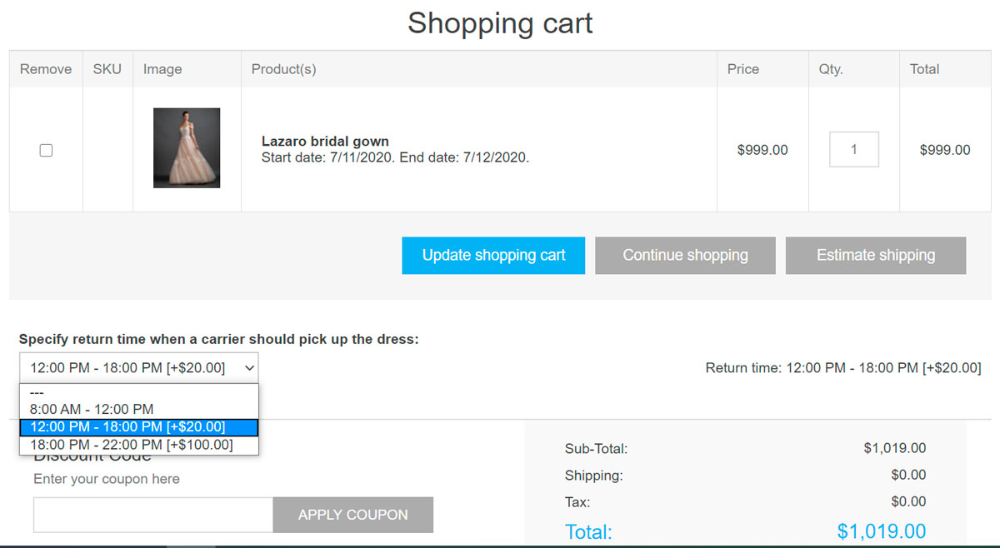 Shopping cart
Remove SKU Image Product(s) Price Qty. Total
Lazaro bridal gown
Start date: 7/11/2020. End date: 7/12/2020.
$999.00 1 $999.00
Update shopping cart Continue shopping Estimate shipping
Specify return time when a carrier should pick up the dress:
12:00 PM - 18:00 PM [+$20.00]
Return time: 12:00 PM - 18:00 PM [+$20.00]
---
8:00 AM - 12:00 PM
12:00 PM - 18:00 PM [+$20.00]
18:00 PM - 22:00 PM [+$100.00]
Discount Code
Enter your coupon here
APPLY COUPON
Sub-Total: $1,019.00
Shipping: $0.00
Tax: $0.00
Total: $1,019.00